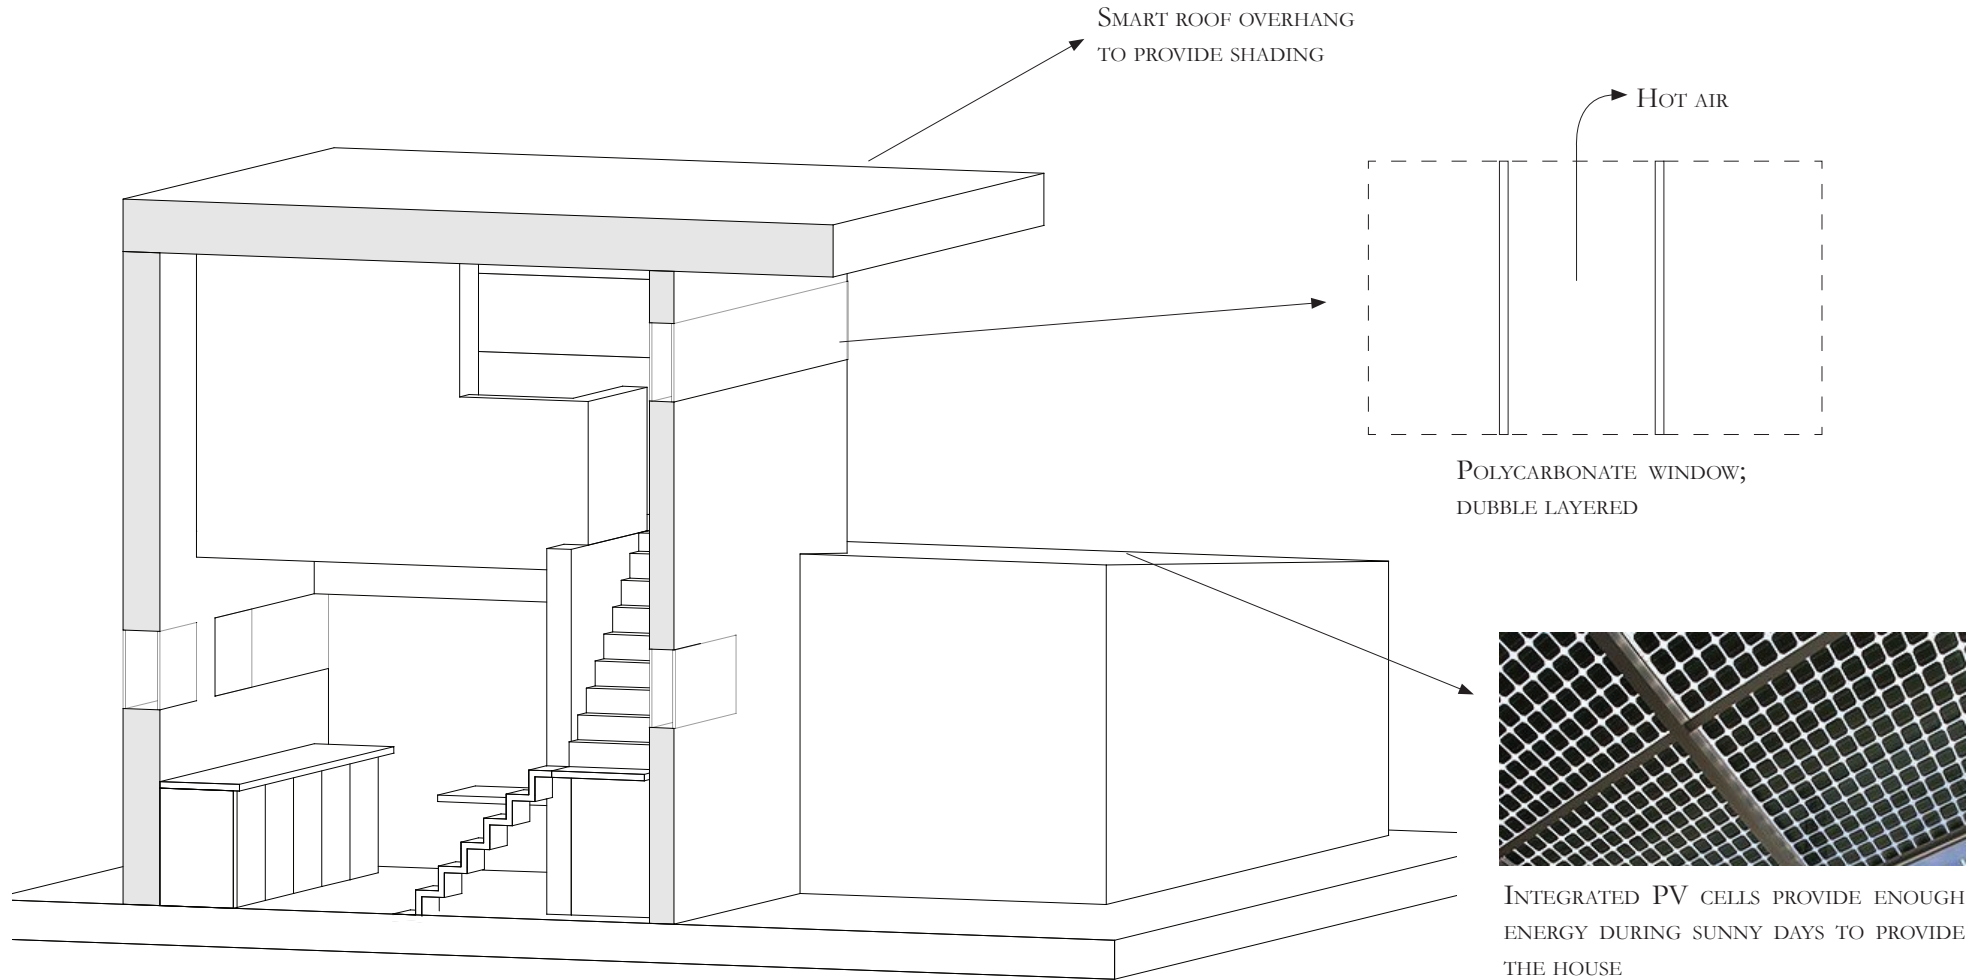 Smart roof overhang
to provide shading
Hot air
Polycarbonate window;
dubble layered
Integrated PV cells provide enough
energy during sunny days to provide
the house